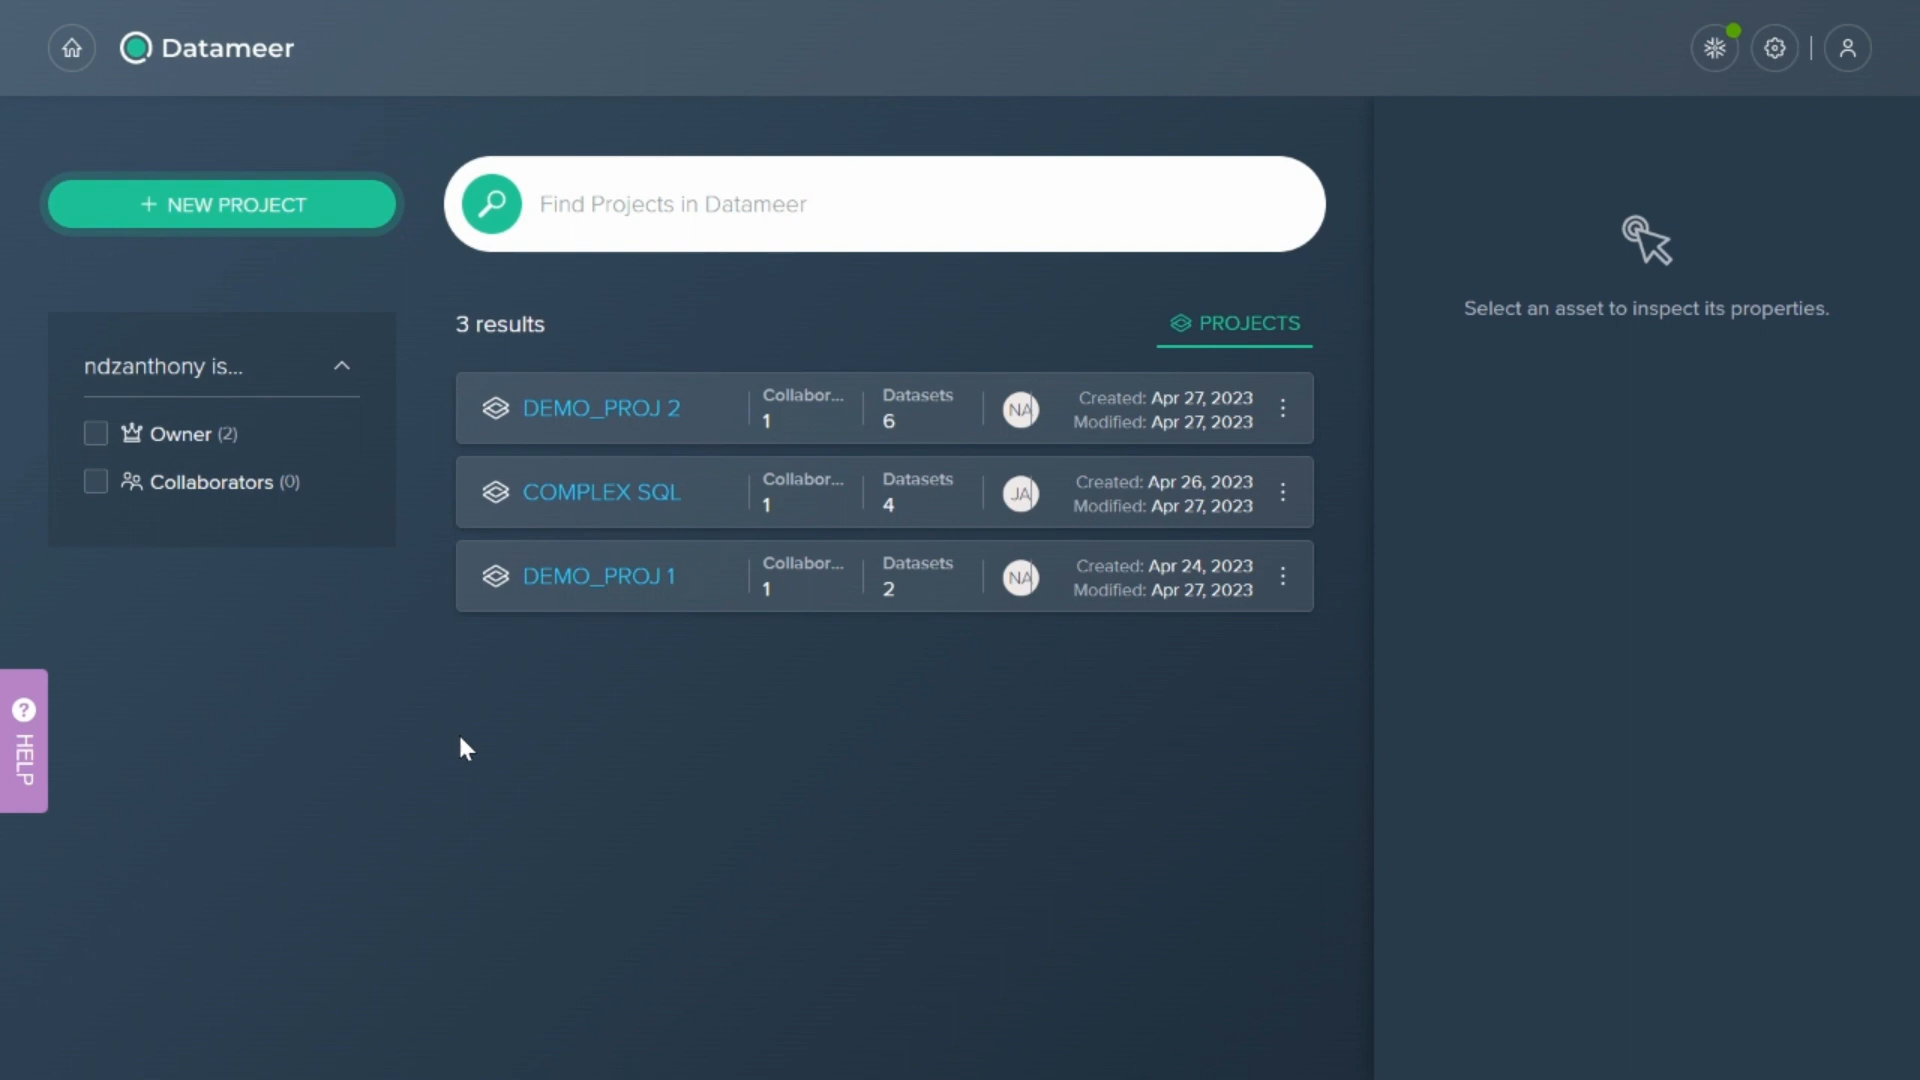 Datameer
+ NEW PROJECT
Find Projects in Datameer
3 results
PROJECTS
Select an asset to inspect its properties.
ndzanthony is...
Owner (2)
Collaborators (0)
DEMO_PROJ 2
Collabor...
1
Datasets
6
NA
Created: Apr 27, 2023
Modified: Apr 27, 2023
COMPLEX SQL
Collabor...
1
Datasets
4
JA
Created: Apr 26, 2023
Modified: Apr 27, 2023
DEMO_PROJ 1
Collabor...
1
Datasets
2
NA
Created: Apr 24, 2023
Modified: Apr 27, 2023
? HELP